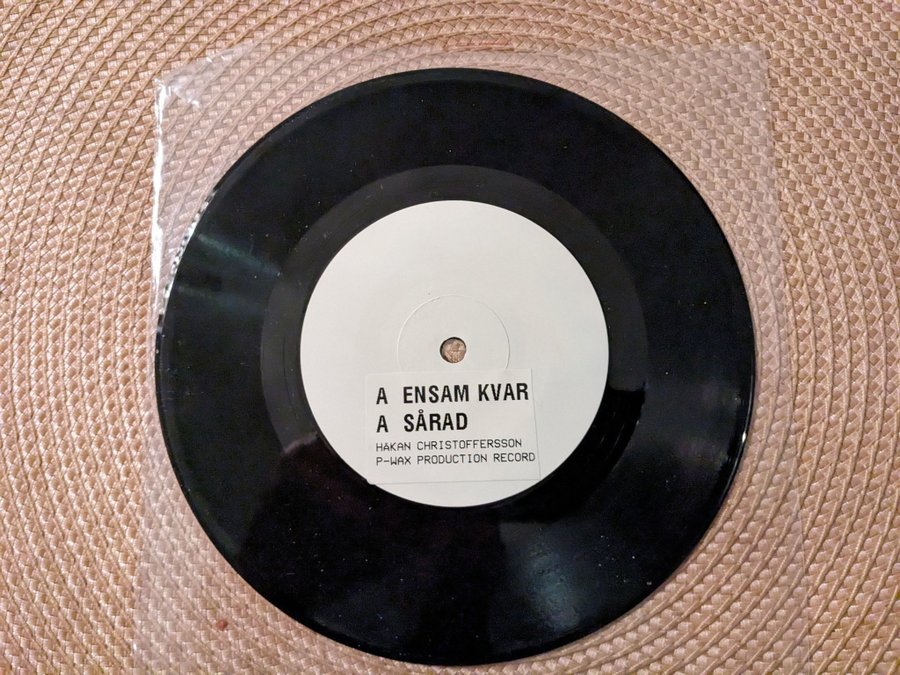 A ENSAM KVAR
A SÅRAD
HÅKAN CHRISTOFFERSSON
P-WAX PRODUCTION RECORD